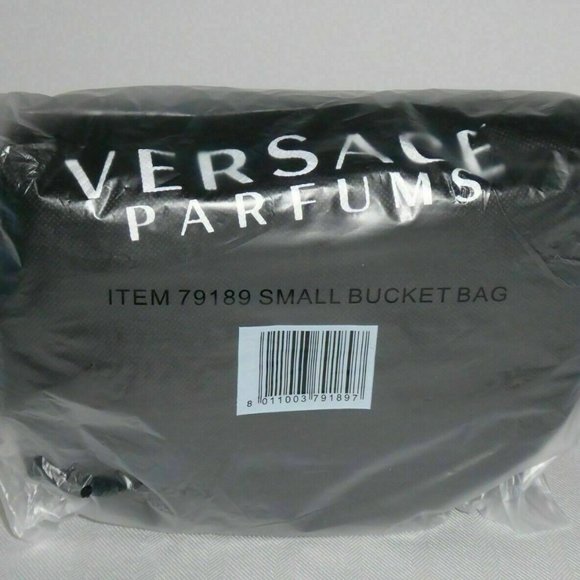 VERSACE
PARFUMS
ITEM 79189 SMALL BUCKET BAG
8 011003 791897